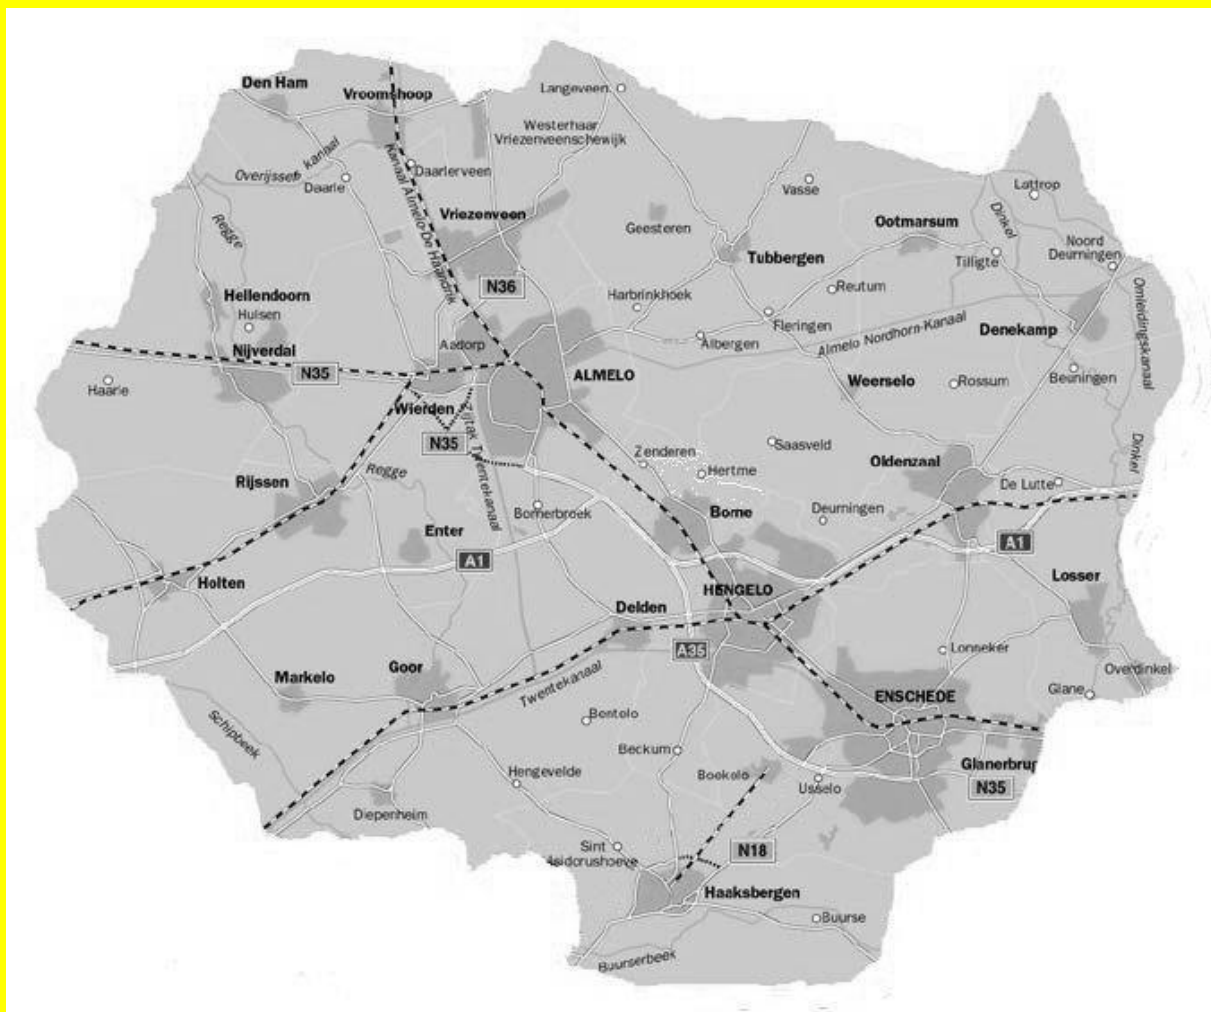 Den Ham
Vroomshoop
Langeveen
Westerhaar
Vriezenveenschewijk
Overijssels kanaal
Daarle
Daarlerveen
Kanaal Almelo-De Haandrik
Vasse
Lattrop
Regge
Vriezenveen
Geesteren
Ootmarsum
Dinkel
Tubbergen
Tilligte
Noord
Deurningen
N36
Hellendoorn
Hulsen
Harbrinkhoek
Reutum
Omleidingskanaal
Fleringen
Denekamp
Aadorp
Albergen
Almelo Nordhorn-Kanaal
Nijverdal
N35
ALMELO
Weerselo
Rossum
Beuningen
Haarle
Wierden
N35
Zijtak Twentekanaal
Zenderen
Saasveld
Dinkel
Regge
Hertme
Oldenzaal
De Lutte
Rijssen
Bornerbroek
Borne
Deurningen
Enter
A1
A1
Holten
HENGELO
Losser
Delden
A35
Lonneker
Markelo
Goor
Twentekanaal
Overdinkel
Glane
ENSCHEDE
Schipbeek
Bentelo
Beckum
Boekelo
Glanerbrug
Hengevelde
Usselo
N35
Diepenheim
Sint
Isidorushoeve
N18
Haaksbergen
Buurse
Buurserbeek